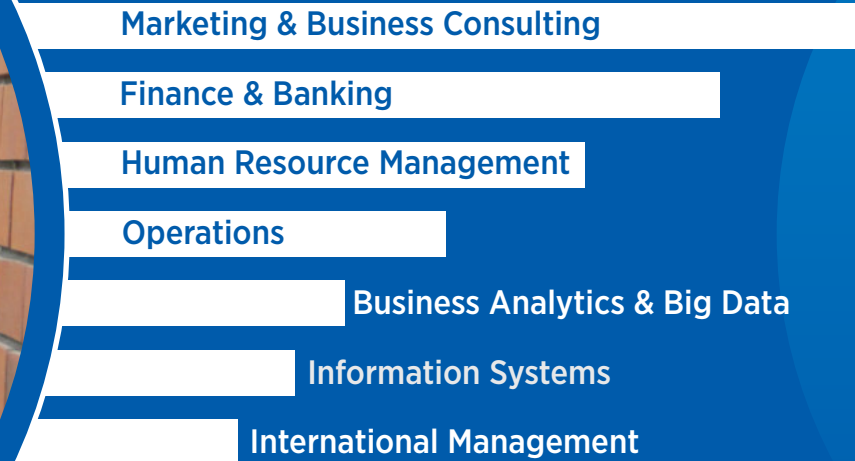 Marketing & Business Consulting
Finance & Banking
Human Resource Management
Operations
Business Analytics & Big Data
Information Systems
International Management